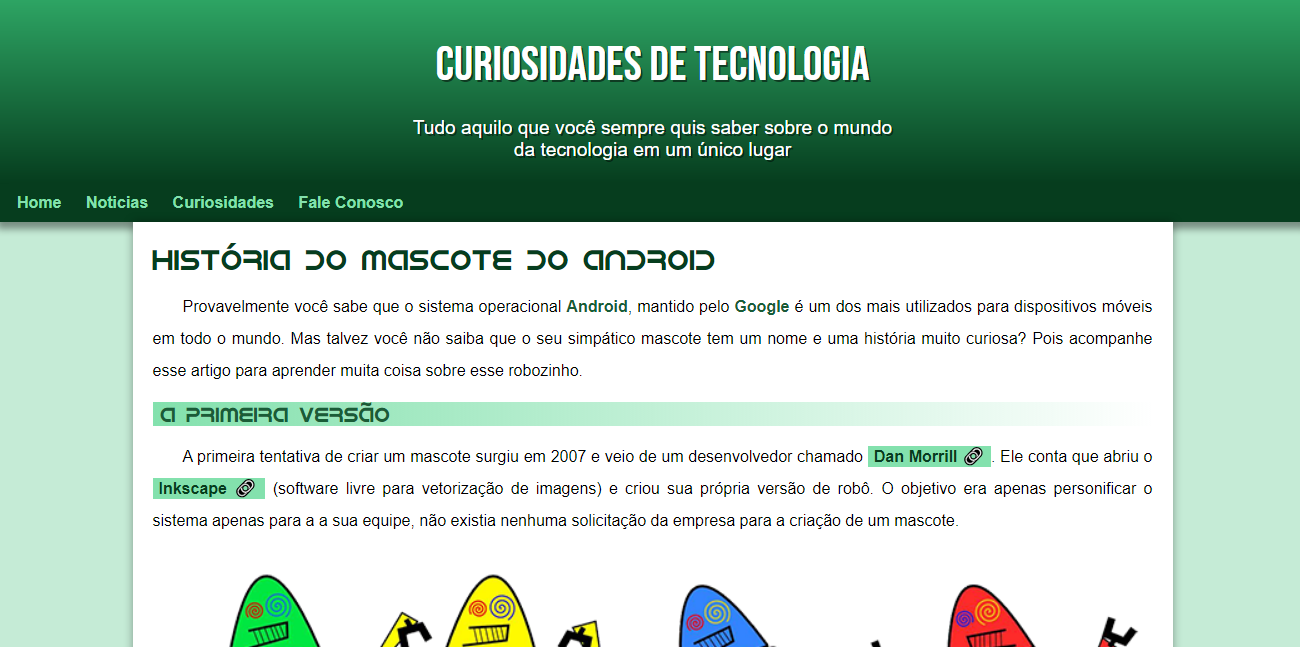 CURIOSIDADES DE TECNOLOGIA
Tudo aquilo que você sempre quis saber sobre o mundo
da tecnologia em um único lugar
Home Noticias Curiosidades Fale Conosco
História do Mascote do Android
Provavelmente você sabe que o sistema operacional Android, mantido pelo Google é um dos mais utilizados para dispositivos móveis
em todo o mundo. Mas talvez você não saiba que o seu simpático mascote tem um nome e uma história muito curiosa? Pois acompanhe
esse artigo para aprender muita coisa sobre esse robozinho.
A primeira versão
A primeira tentativa de criar um mascote surgiu em 2007 e veio de um desenvolvedor chamado Dan Morrill . Ele conta que abriu o
Inkscape (software livre para vetorização de imagens) e criou sua própria versão de robô. O objetivo era apenas personificar o
sistema apenas para a a sua equipe, não existia nenhuma solicitação da empresa para a criação de um mascote.